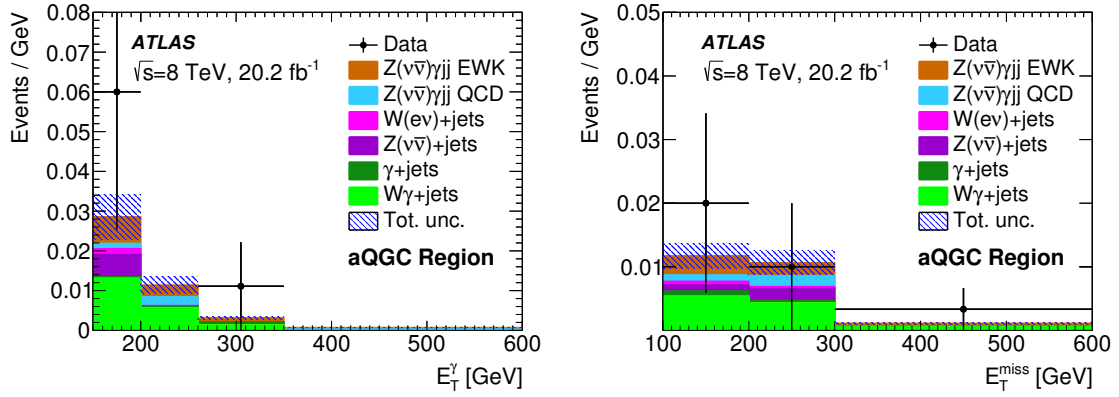 Events / GeV
0.08
0.07
0.06
0.05
0.04
0.03
0.02
0.01
0
ATLAS
√s=8 TeV, 20.2 fb⁻¹
Data
Z(νν̄)γjj EWK
Z(νν̄)γjj QCD
W(eν)+jets
Z(νν̄)+jets
γ+jets
Wγ+jets
Tot. unc.
aQGC Region
200 300 400 500 600
E_T^γ [GeV]
Events / GeV
0.05
0.04
0.03
0.02
0.01
ATLAS
√s=8 TeV, 20.2 fb⁻¹
Data
Z(νν̄)γjj EWK
Z(νν̄)γjj QCD
W(eν)+jets
Z(νν̄)+jets
γ+jets
Wγ+jets
Tot. unc.
aQGC Region
100 200 300 400 500 600
E_T^miss [GeV]